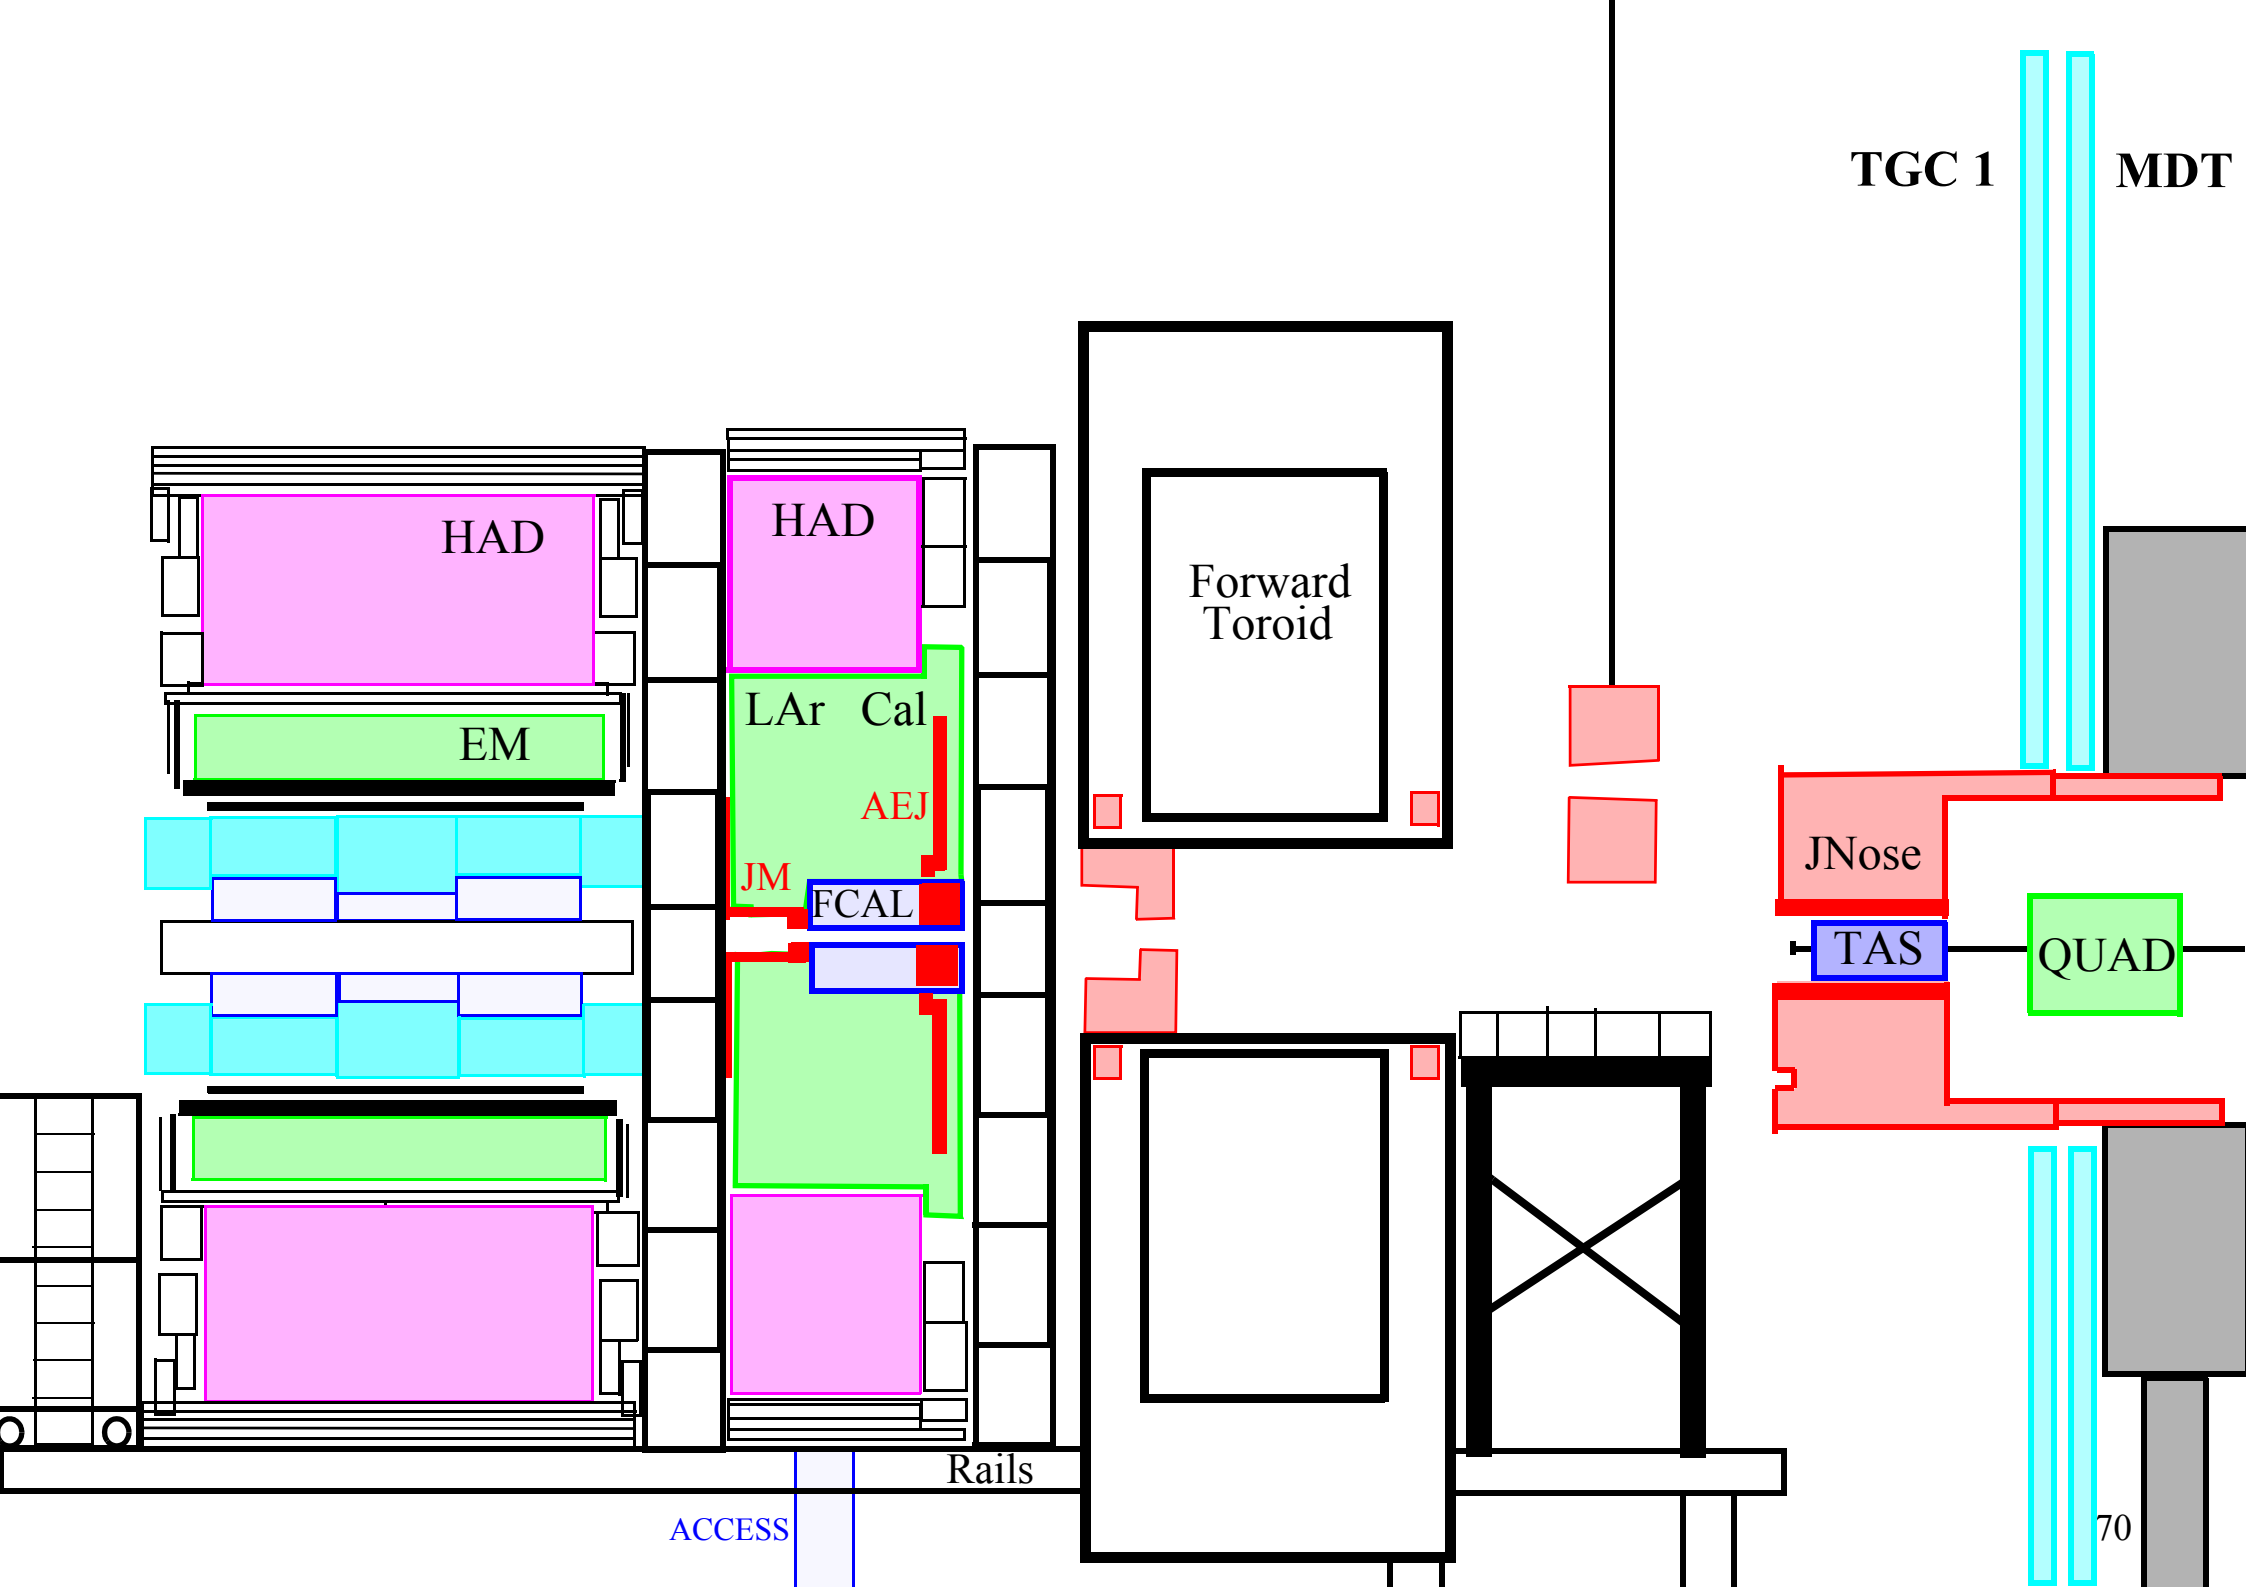 TGC 1
MDT
HAD
HAD
Forward
Toroid
LAr Cal
EM
AEJ
JM
FCAL
JNose
TAS
QUAD
Rails
ACCESS
70